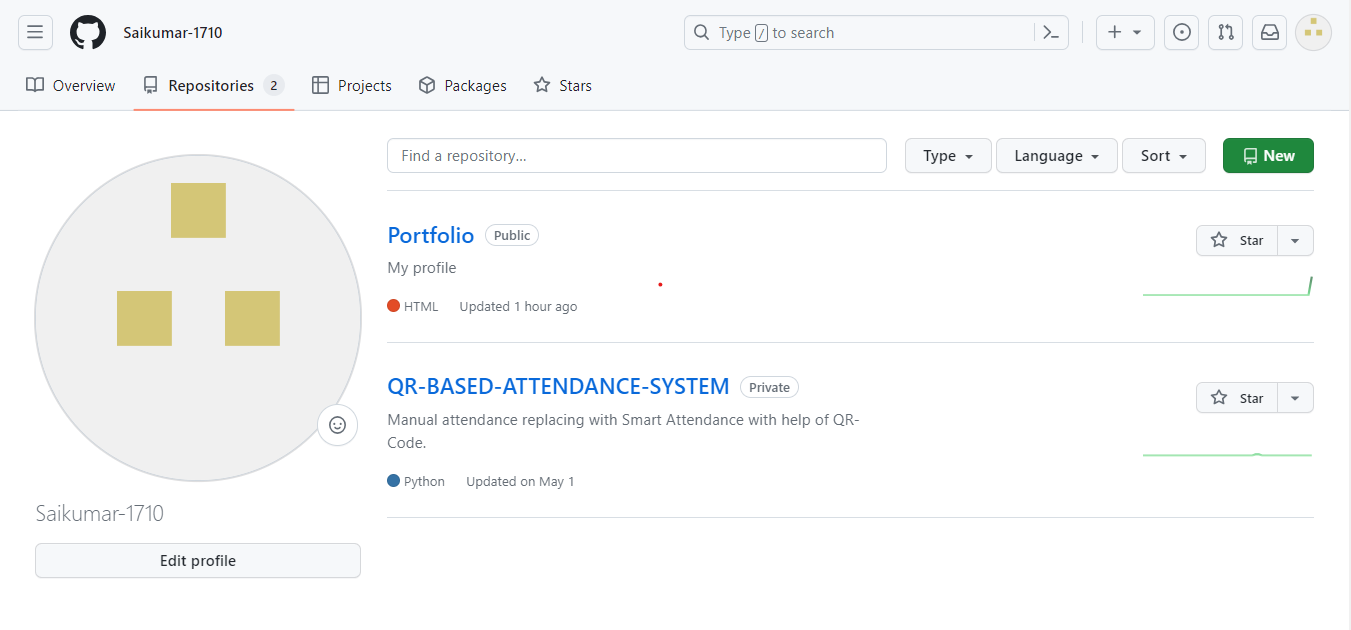 Saikumar-1710
Type / to search
Overview
Repositories 2
Projects
Packages
Stars
Find a repository...
Type
Language
Sort
New
Portfolio Public
Star
My profile
HTML Updated 1 hour ago
QR-BASED-ATTENDANCE-SYSTEM Private
Star
Manual attendance replacing with Smart Attendance with help of QR-
Code.
Python Updated on May 1
Saikumar-1710
Edit profile